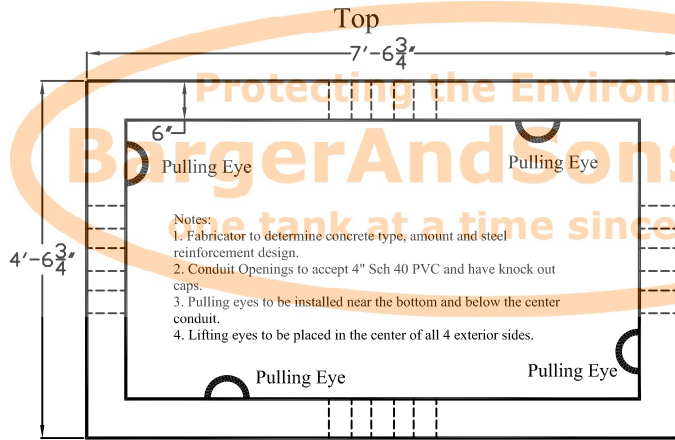 Top
7'-6 3/4"
Protecting the Environ
6"
BargerAndSons
Pulling Eye
Pulling Eye
Notes:
one tank at a time since
1. Fabricator to determine concrete type, amount and steel
reinforcement design.
4'-6 3/4"
2. Conduit Openings to accept 4" Sch 40 PVC and have knock out
caps.
3. Pulling eyes to be installed near the bottom and below the center
conduit.
4. Lifting eyes to be placed in the center of all 4 exterior sides.
Pulling Eye
Pulling Eye